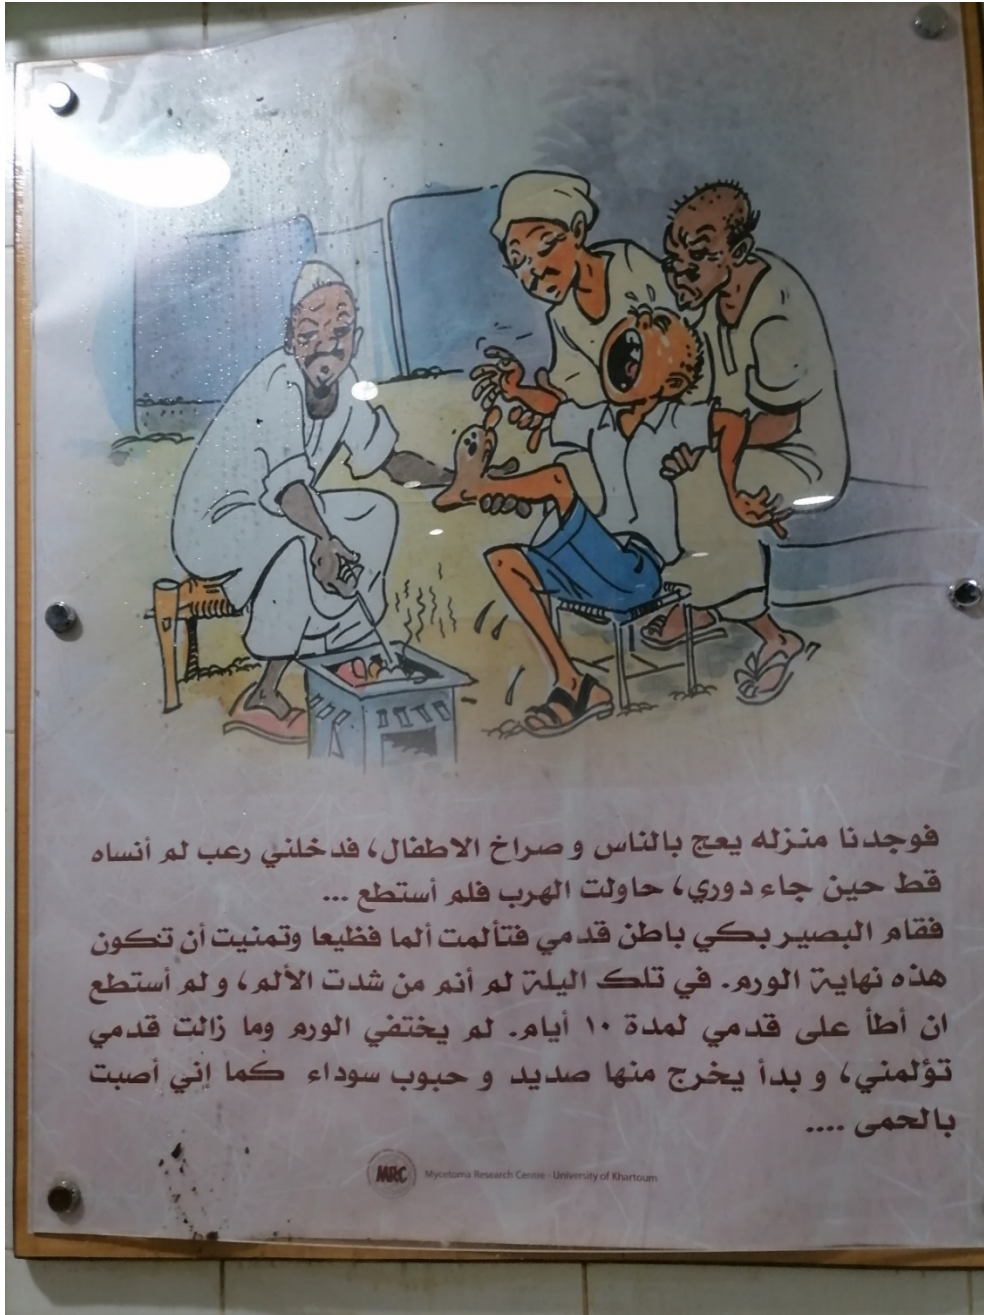 فوجدنا منزله يعج بالناس و صراخ الاطفال، فدخلني رعب لم أنساه
قط حين جاء دوري، حاولت الهرب فلم أستطع ...
فقام البصير بكي باطن قدمي فتألمت ألما فظيعا وتمنيت أن تكون
هذه نهاية الورم. في تلك اليلة لم أنم من شدت الألم، و لم أستطع
ان أطأ على قدمي لمدة ١٠ أيام. لم يختفي الورم وما زالت قدمي
تؤلمني، و بدأ يخرج منها صديد و حبوب سوداء كما إني أصبت
بالحمى ....
MRC Mycetoma Research Centre - University of Khartoum